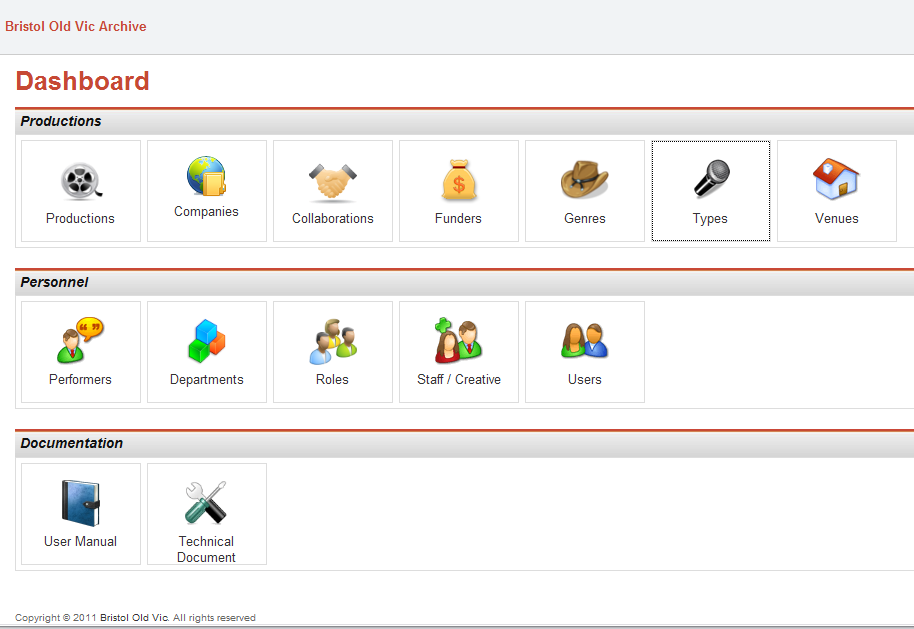 Bristol Old Vic Archive
Dashboard
Productions
Productions
Companies
Collaborations
Funders
Genres
Types
Venues
Personnel
Performers
Departments
Roles
Staff / Creative
Users
Documentation
User Manual
Technical
Document
Copyright © 2011 Bristol Old Vic. All rights reserved